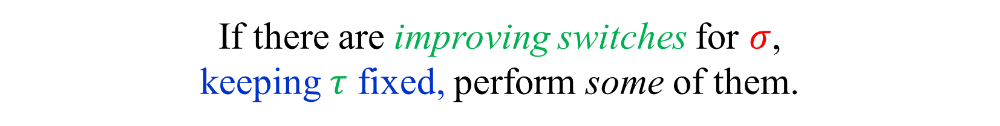 If there are improving switches for σ,
keeping τ fixed, perform some of them.